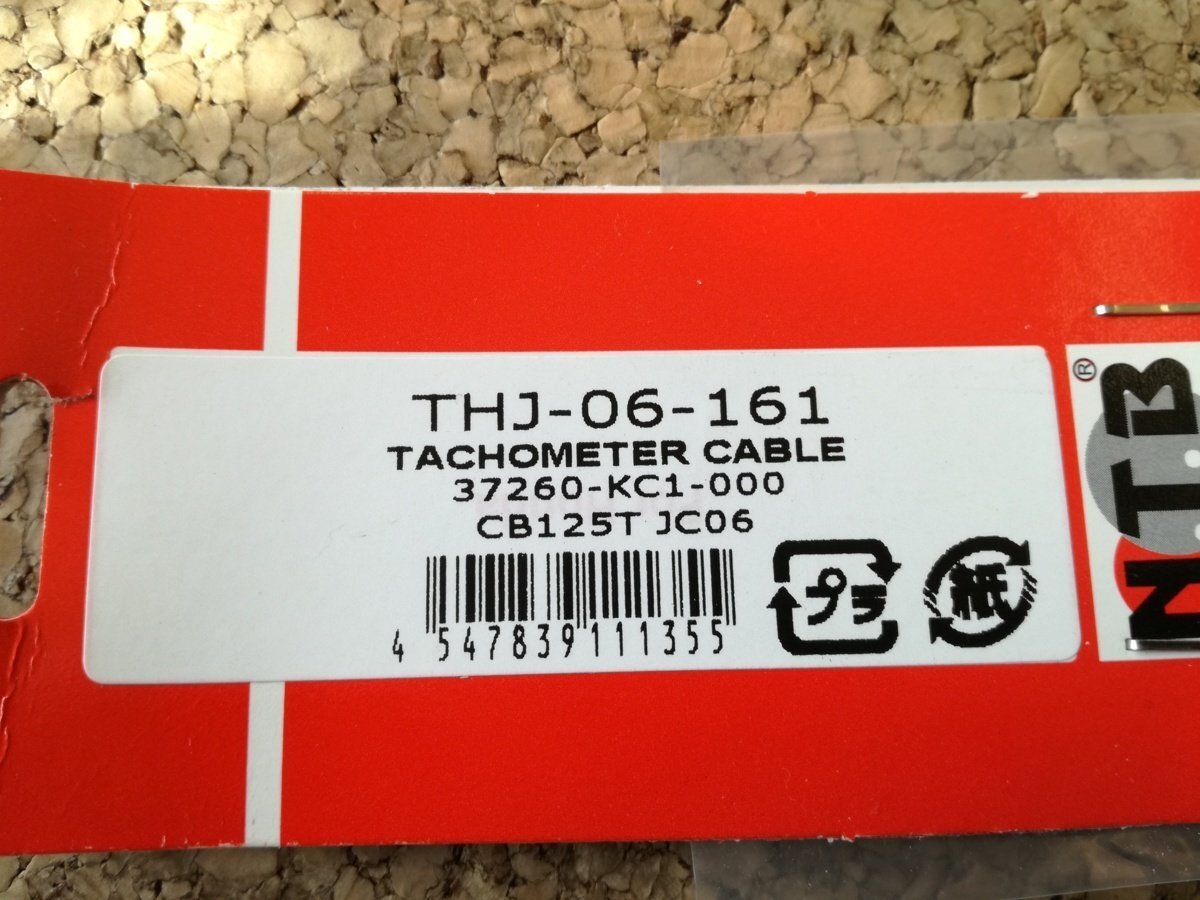 THJ-06-161
TACHOMETER CABLE
37260-KC1-000
CB125T JC06
4 547839 111355
プラ
紙
®
NTB